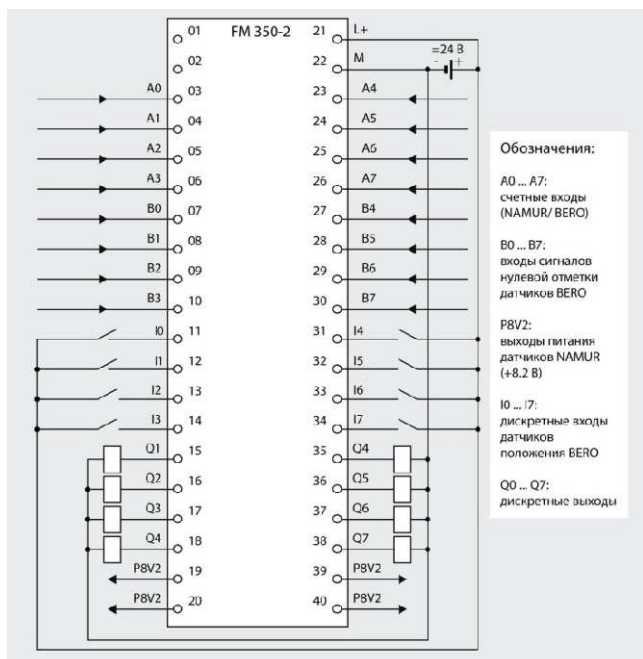 FM 350-2
01 21 L+
=24 В
- +
02 22 M
A0 03 23 A4
A1 04 24 A5
A2 05 25 A6
A3 06 26 A7
B0 07 27 B4
B1 08 28 B5
B2 09 29 B6
B3 10 30 B7
I0 11 31 I4
I1 12 32 I5
I2 13 33 I6
I3 14 34 I7
Q1 15 35 Q4
Q2 16 36 Q5
Q3 17 37 Q6
Q4 18 38 Q7
P8V2 19 39 P8V2
P8V2 20 40 P8V2
Обозначения:
A0 ... A7:
счетные входы
(NAMUR/ BERO)
B0 ... B7:
входы сигналов
нулевой отметки
датчиков BERO
P8V2:
выходы питания
датчиков NAMUR
(+8.2 В)
I0 ... I7:
дискретные входы
датчиков
положения BERO
Q0 ... Q7:
дискретные выходы